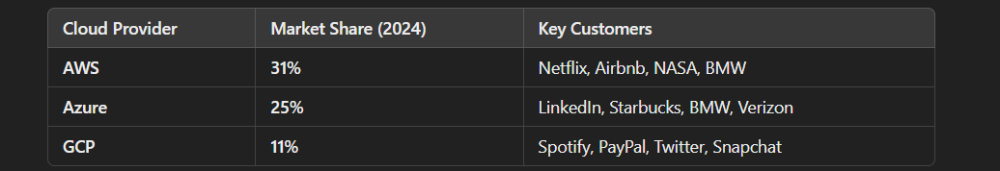 Cloud Provider Market Share (2024) Key Customers
AWS 31% Netflix, Airbnb, NASA, BMW
Azure 25% LinkedIn, Starbucks, BMW, Verizon
GCP 11% Spotify, PayPal, Twitter, Snapchat